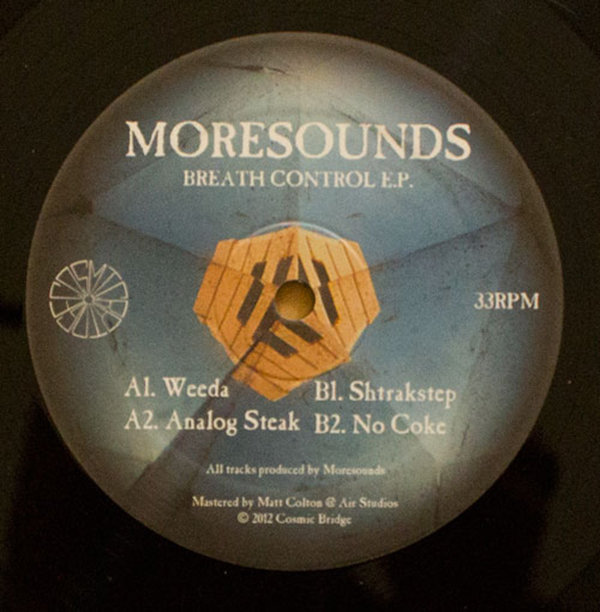 MORESOUNDS
BREATH CONTROL E.P.
33RPM
A1. Weeda
A2. Analog Steak
B1. Shtrakstep
B2. No Coke
All tracks produced by Moresounds
Mastered by Matt Colton @ Air Studios
© 2012 Cosmic Bridge